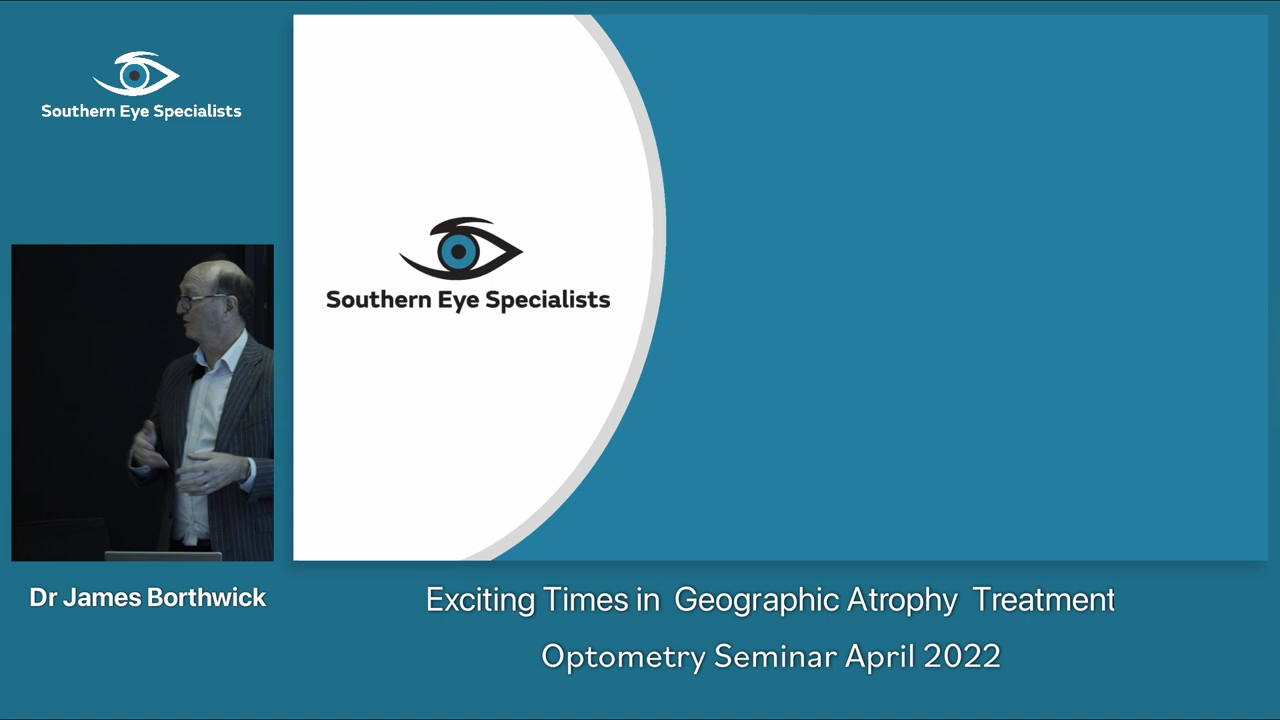 Southern Eye Specialists
Southern Eye Specialists
Dr James Borthwick
Exciting Times in Geographic Atrophy Treatment
Optometry Seminar April 2022